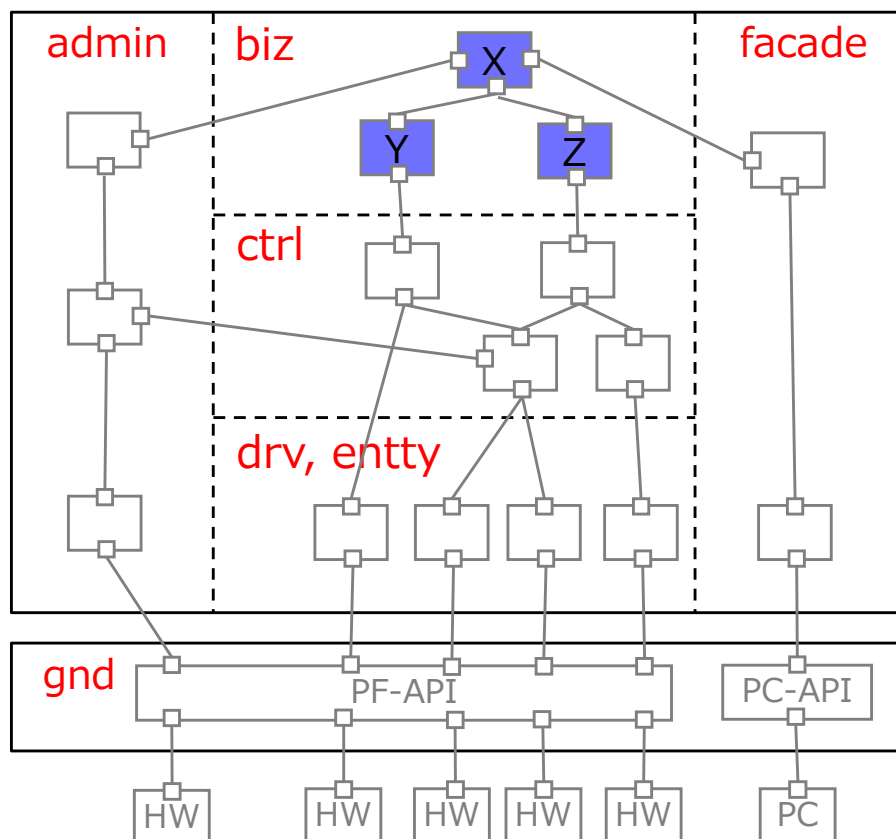 admin
biz
facade
X
Y
Z
ctrl
drv, entty
gnd
PF-API
PC-API
HW
HW
HW
HW
HW
PC